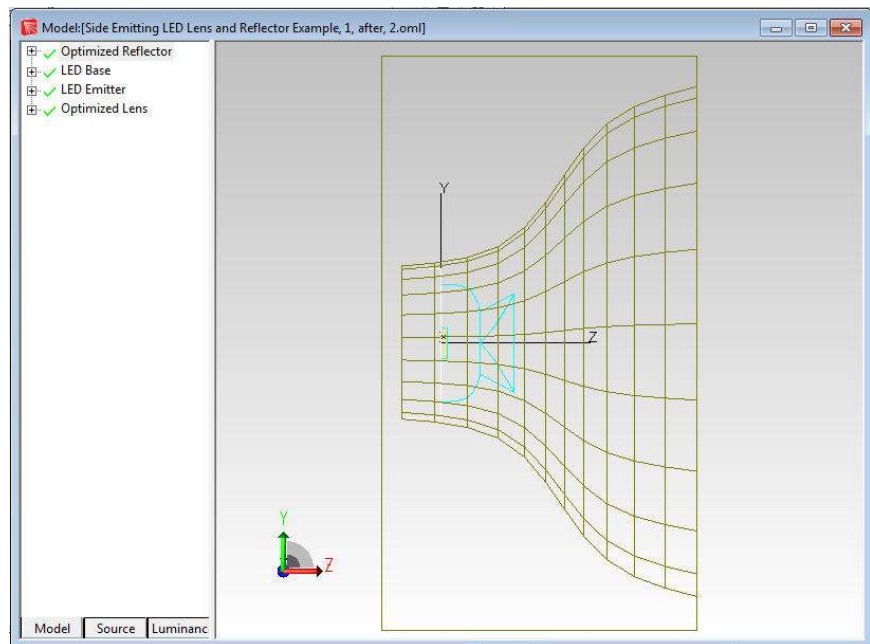 Model:[Side Emitting LED Lens and Reflector Example, 1, after, 2.oml]
Optimized Reflector
LED Base
LED Emitter
Optimized Lens
Y
Z
Y
Z
Model
Source
Luminanc